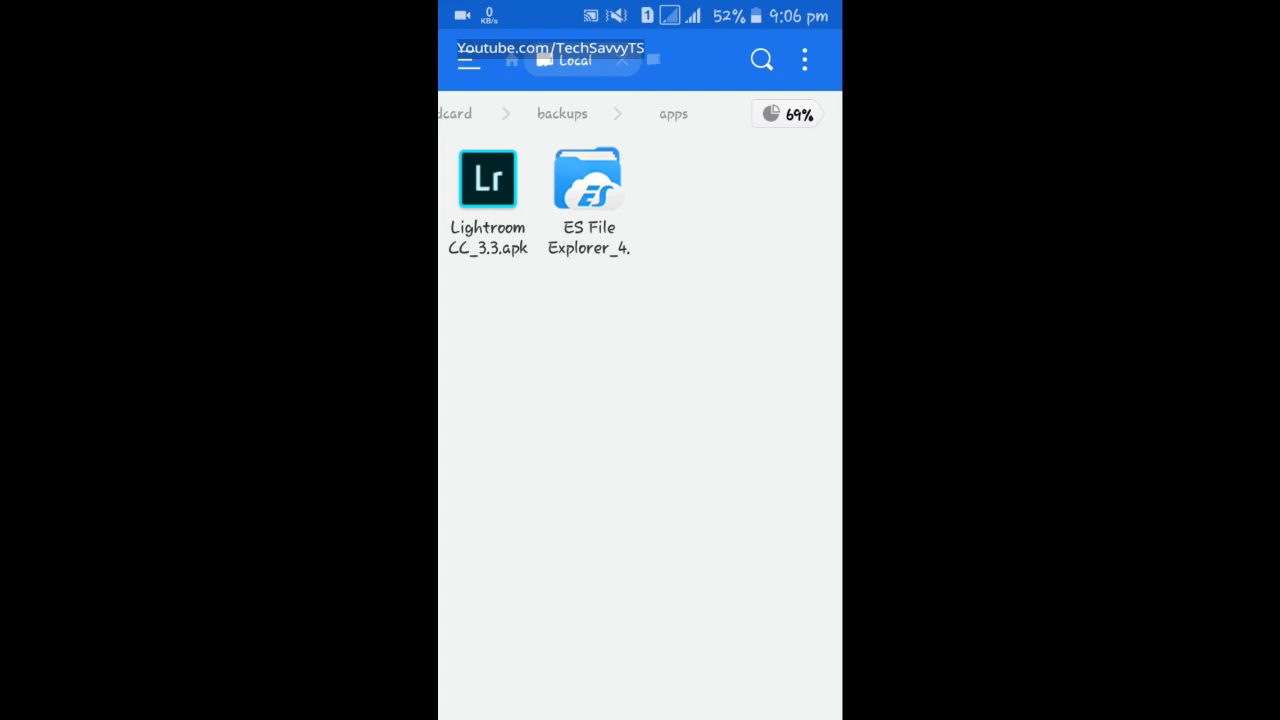 0
KB/s
1
52%
9:06 pm
Youtube.com/TechSavvyTS
Local
dcard
backups
apps
69%
Lr
ES
Lightroom
CC_3.3.apk
ES File
Explorer_4.